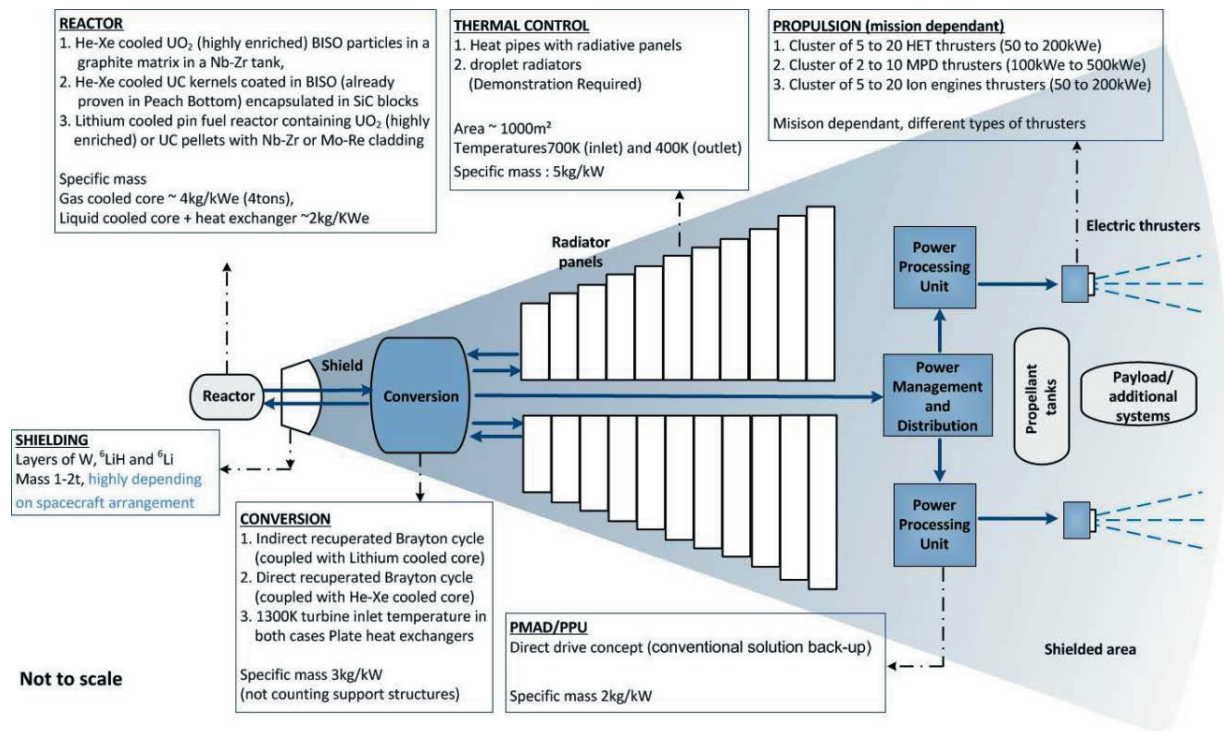 REACTOR
1. He-Xe cooled UO₂ (highly enriched) BISO particles in a
graphite matrix in a Nb-Zr tank,
2. He-Xe cooled UC kernels coated in BISO (already
proven in Peach Bottom) encapsulated in SiC blocks
3. Lithium cooled pin fuel reactor containing UO₂ (highly
enriched) or UC pellets with Nb-Zr or Mo-Re cladding
Specific mass
Gas cooled core ~ 4kg/kWe (4tons),
Liquid cooled core + heat exchanger ~2kg/KWe
THERMAL CONTROL
1. Heat pipes with radiative panels
2. droplet radiators
(Demonstration Required)
Area ~ 1000m²
Temperatures700K (inlet) and 400K (outlet)
Specific mass : 5kg/kW
PROPULSION (mission dependant)
1. Cluster of 5 to 20 HET thrusters (50 to 200kWe)
2. Cluster of 2 to 10 MPD thrusters (100kWe to 500kWe)
3. Cluster of 5 to 20 Ion engines thrusters (50 to 200kWe)
Misison dependant, different types of thrusters
Radiator
panels
Power
Processing
Unit
Electric thrusters
Shield
Reactor
Conversion
Power
Management
and
Distribution
Propellant
tanks
Payload/
additional
systems
SHIELDING
Layers of W, ⁶LiH and ⁶Li
Mass 1-2t, highly depending
on spacecraft arrangement
CONVERSION
1. Indirect recuperated Brayton cycle
(coupled with Lithium cooled core)
2. Direct recuperated Brayton cycle
(coupled with He-Xe cooled core)
3. 1300K turbine inlet temperature in
both cases Plate heat exchangers
Specific mass 3kg/kW
(not counting support structures)
Power
Processing
Unit
PMAD/PPU
Direct drive concept (conventional solution back-up)
Specific mass 2kg/kW
Shielded area
Not to scale